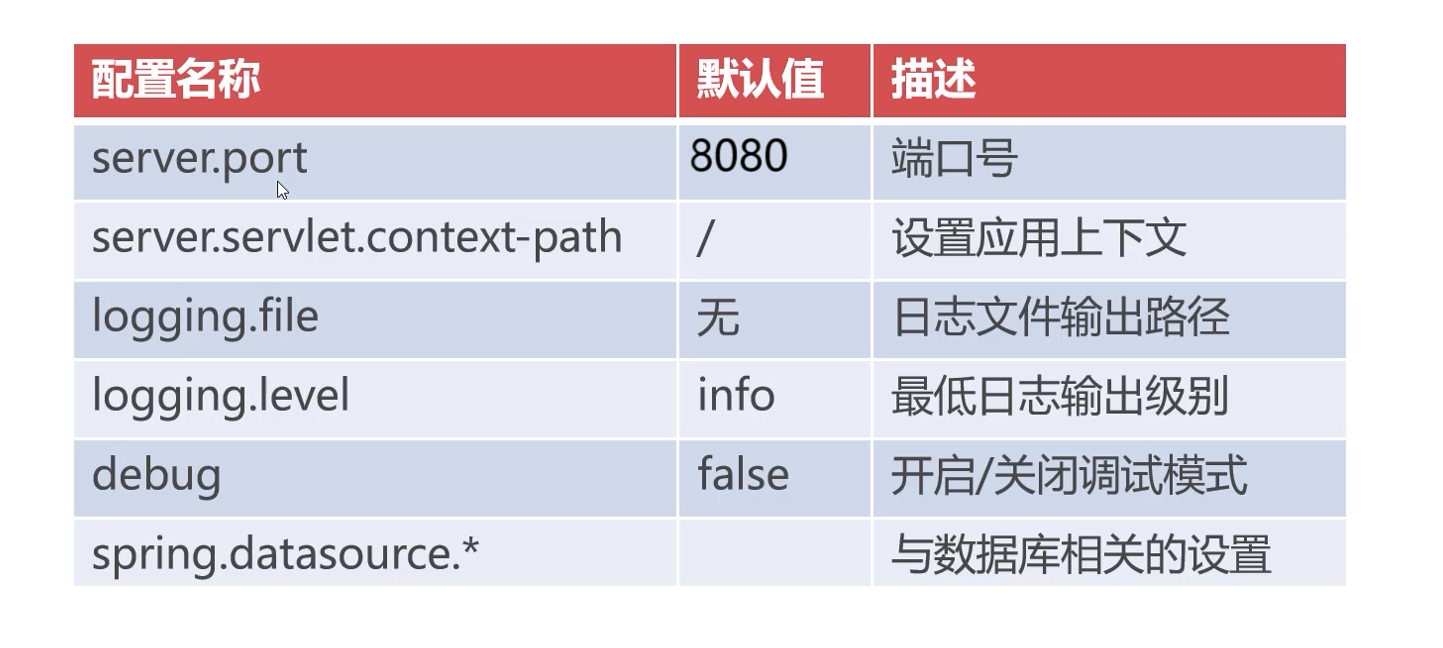 配置名称 默认值 描述
server.port 8080 端口号
server.servlet.context-path / 设置应用上下文
logging.file 无 日志文件输出路径
logging.level info 最低日志输出级别
debug false 开启/关闭调试模式
spring.datasource.* 与数据库相关的设置